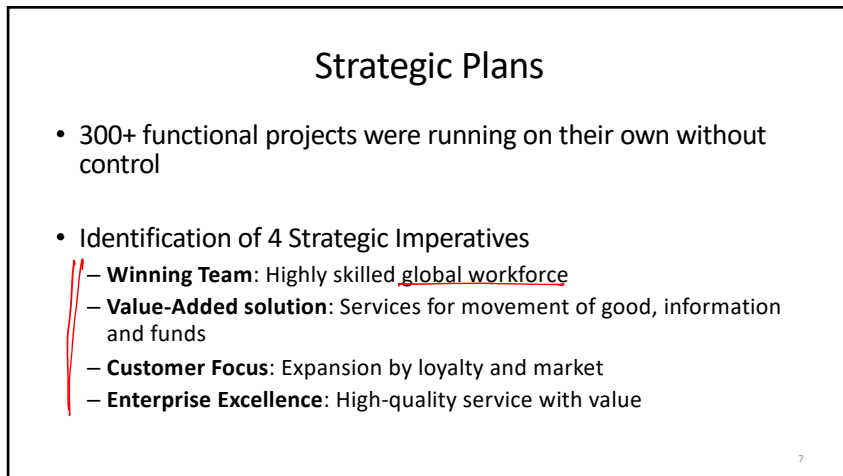 Strategic Plans
• 300+ functional projects were running on their own without
control
• Identification of 4 Strategic Imperatives
– Winning Team: Highly skilled global workforce
– Value-Added solution: Services for movement of good, information
and funds
– Customer Focus: Expansion by loyalty and market
– Enterprise Excellence: High-quality service with value
7